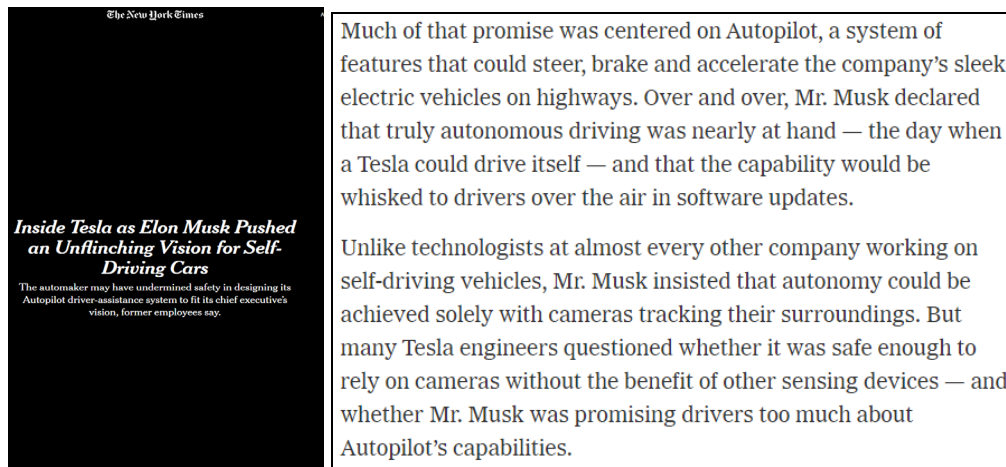 The New York Times
Inside Tesla as Elon Musk Pushed
an Unflinching Vision for Self-
Driving Cars
The automaker may have undermined safety in designing its
Autopilot driver-assistance system to fit its chief executive's
vision, former employees say.
Much of that promise was centered on Autopilot, a system of
features that could steer, brake and accelerate the company's sleek
electric vehicles on highways. Over and over, Mr. Musk declared
that truly autonomous driving was nearly at hand — the day when
a Tesla could drive itself — and that the capability would be
whisked to drivers over the air in software updates.
Unlike technologists at almost every other company working on
self-driving vehicles, Mr. Musk insisted that autonomy could be
achieved solely with cameras tracking their surroundings. But
many Tesla engineers questioned whether it was safe enough to
rely on cameras without the benefit of other sensing devices — and
whether Mr. Musk was promising drivers too much about
Autopilot's capabilities.